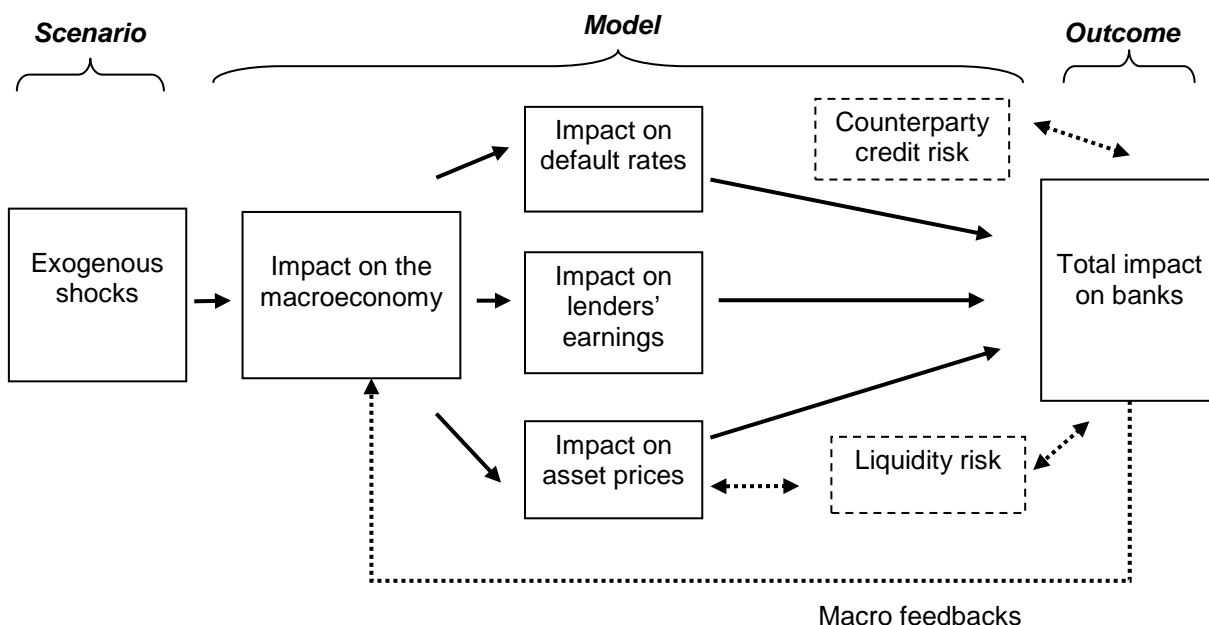 Scenario
Model
Outcome
Exogenous
shocks
Impact on the
macroeconomy
Impact on
default rates
Impact on
lenders’
earnings
Impact on
asset prices
Counterparty
credit risk
Liquidity risk
Total impact
on banks
Macro feedbacks